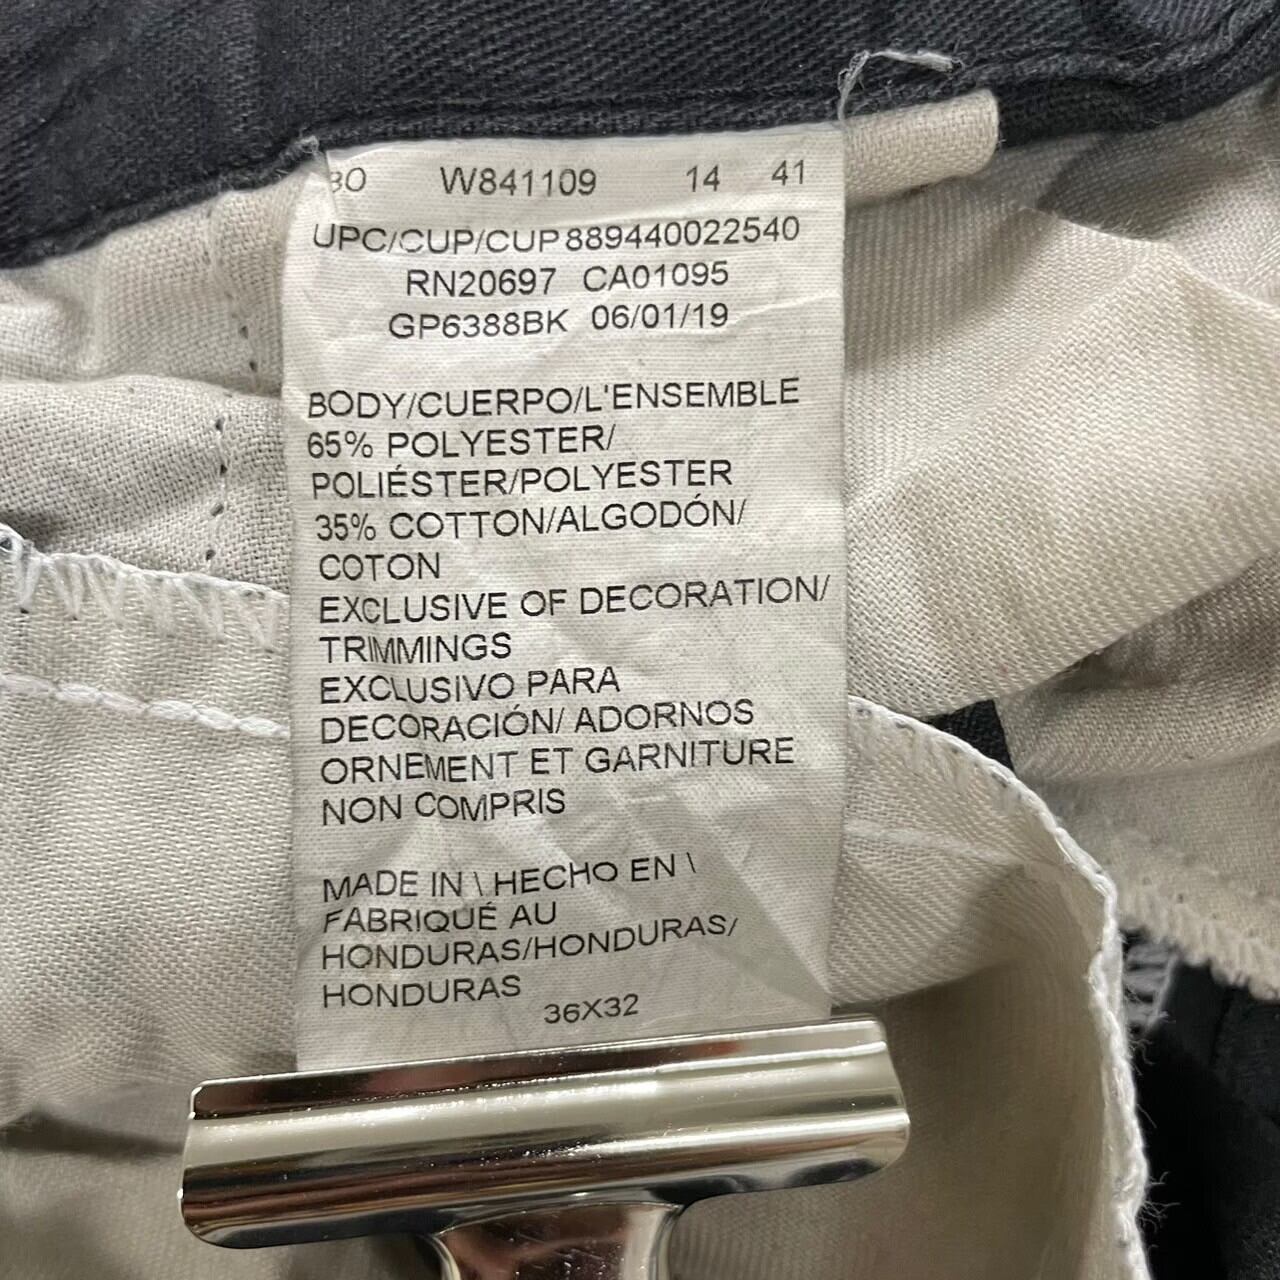 30 W841109 14 41
UPC/CUP/CUP 889440022540
RN20697 CA01095
GP6388BK 06/01/19
BODY/CUERPO/L'ENSEMBLE
65% POLYESTER/
POLIÉSTER/POLYESTER
35% COTTON/ALGODÓN/
COTON
EXCLUSIVE OF DECORATION/
TRIMMINGS
EXCLUSIVO PARA
DECORACIÓN/ ADORNOS
ORNEMENT ET GARNITURE
NON COMPRIS
MADE IN \ HECHO EN \
FABRIQUÉ AU
HONDURAS/HONDURAS/
HONDURAS
36X32